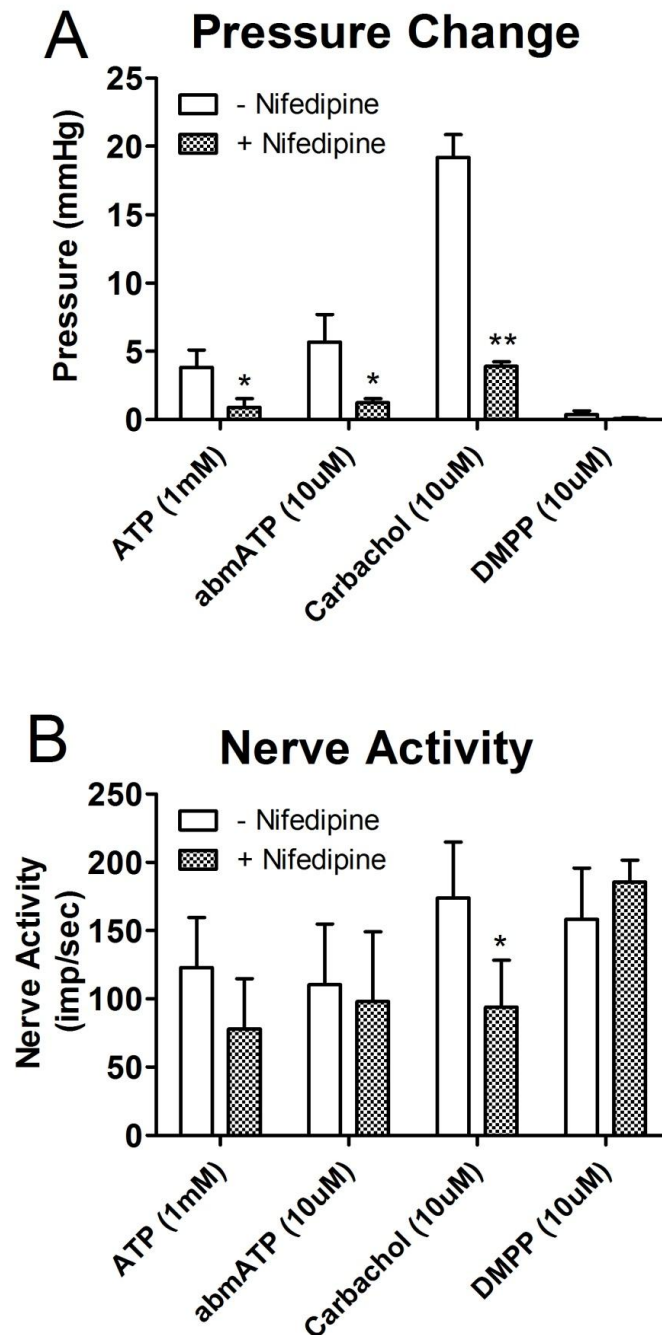 A Pressure Change
25
20
15
10
5
0
Pressure (mmHg)
- Nifedipine
+ Nifedipine
*
*
**
ATP (1mM)
abmATP (10uM)
Carbachol (10uM)
DMPP (10uM)
B Nerve Activity
250
200
150
100
50
0
Nerve Activity
(imp/sec)
- Nifedipine
+ Nifedipine
*
ATP (1mM)
abmATP (10uM)
Carbachol (10uM)
DMPP (10uM)